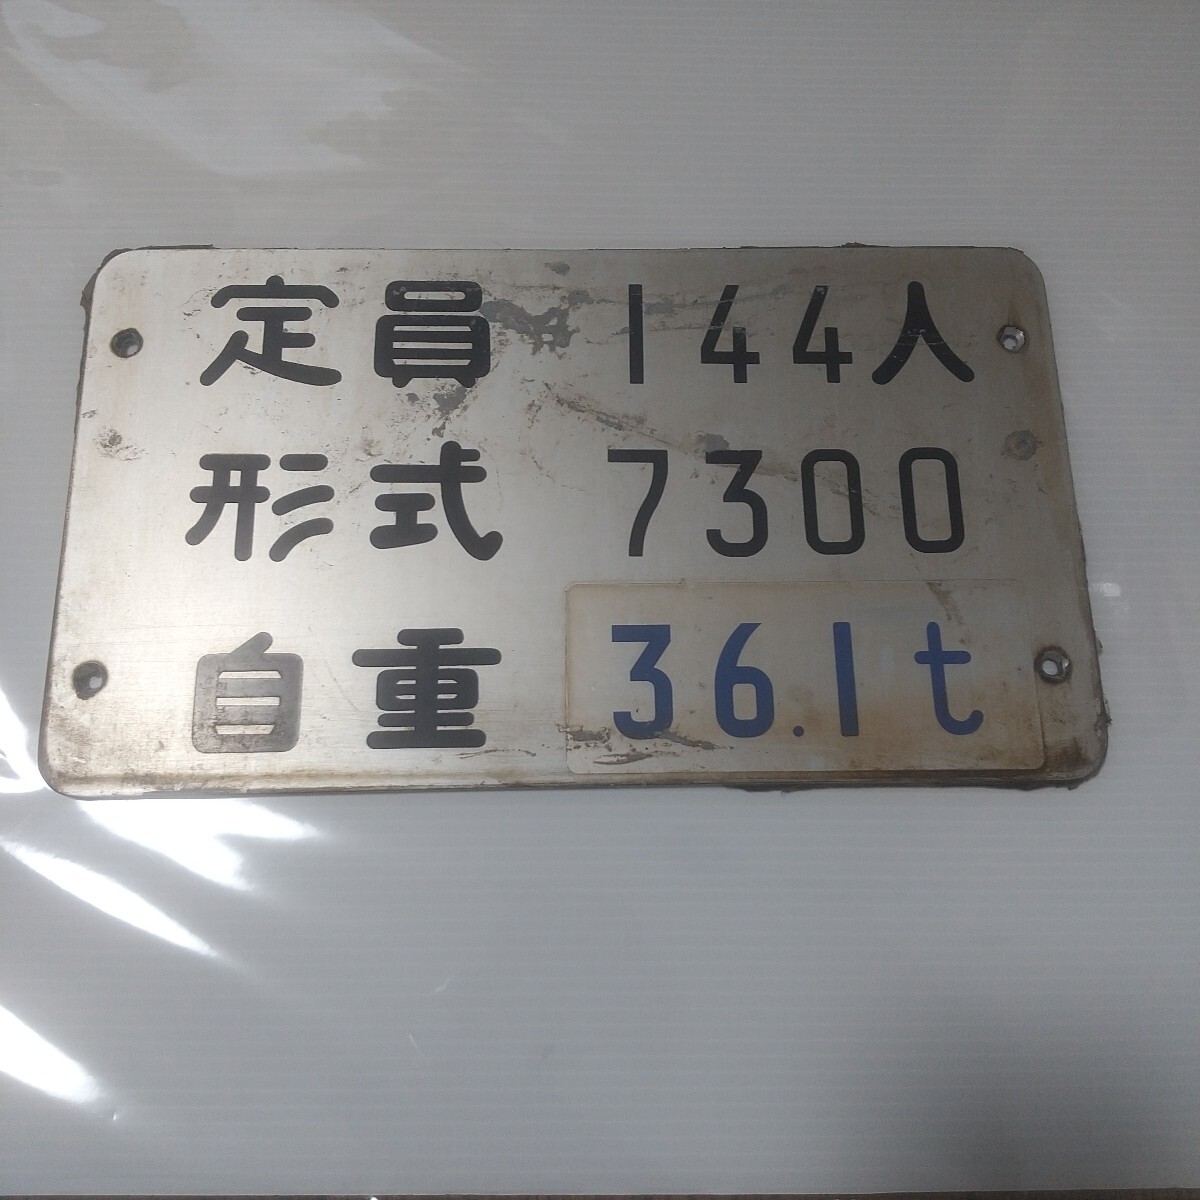 定員 144人
形式 7300
自重 36.1t